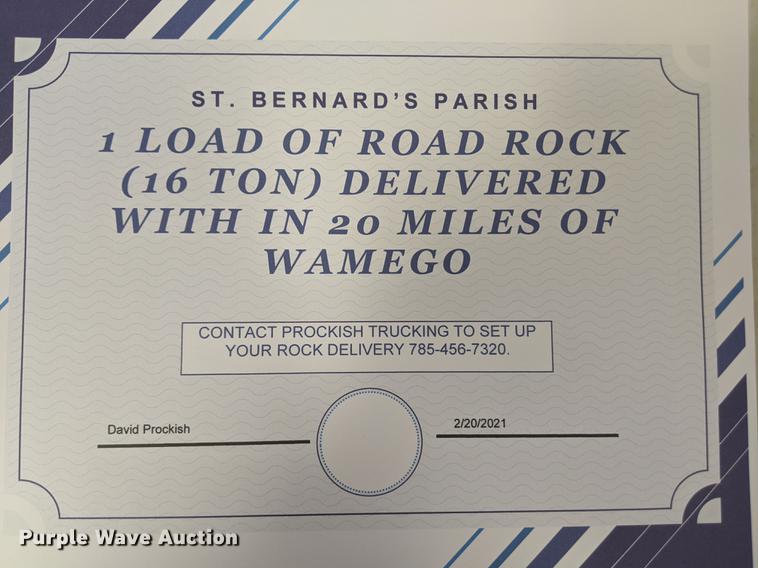 ST. BERNARD'S PARISH
1 LOAD OF ROAD ROCK
(16 TON) DELIVERED
WITH IN 20 MILES OF
WAMEGO
CONTACT PROCKISH TRUCKING TO SET UP
YOUR ROCK DELIVERY 785-456-7320.
David Prockish
2/20/2021
Purple Wave Auction